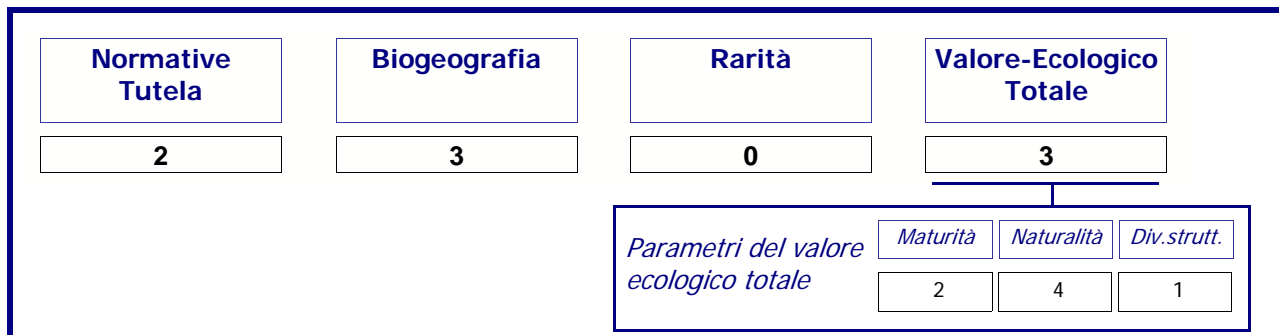 Normative
Tutela
Biogeografia
Rarità
Valore-Ecologico
Totale
2
3
0
3
Parametri del valore
ecologico totale
Maturità
Naturalità
Div.strutt.
2
4
1